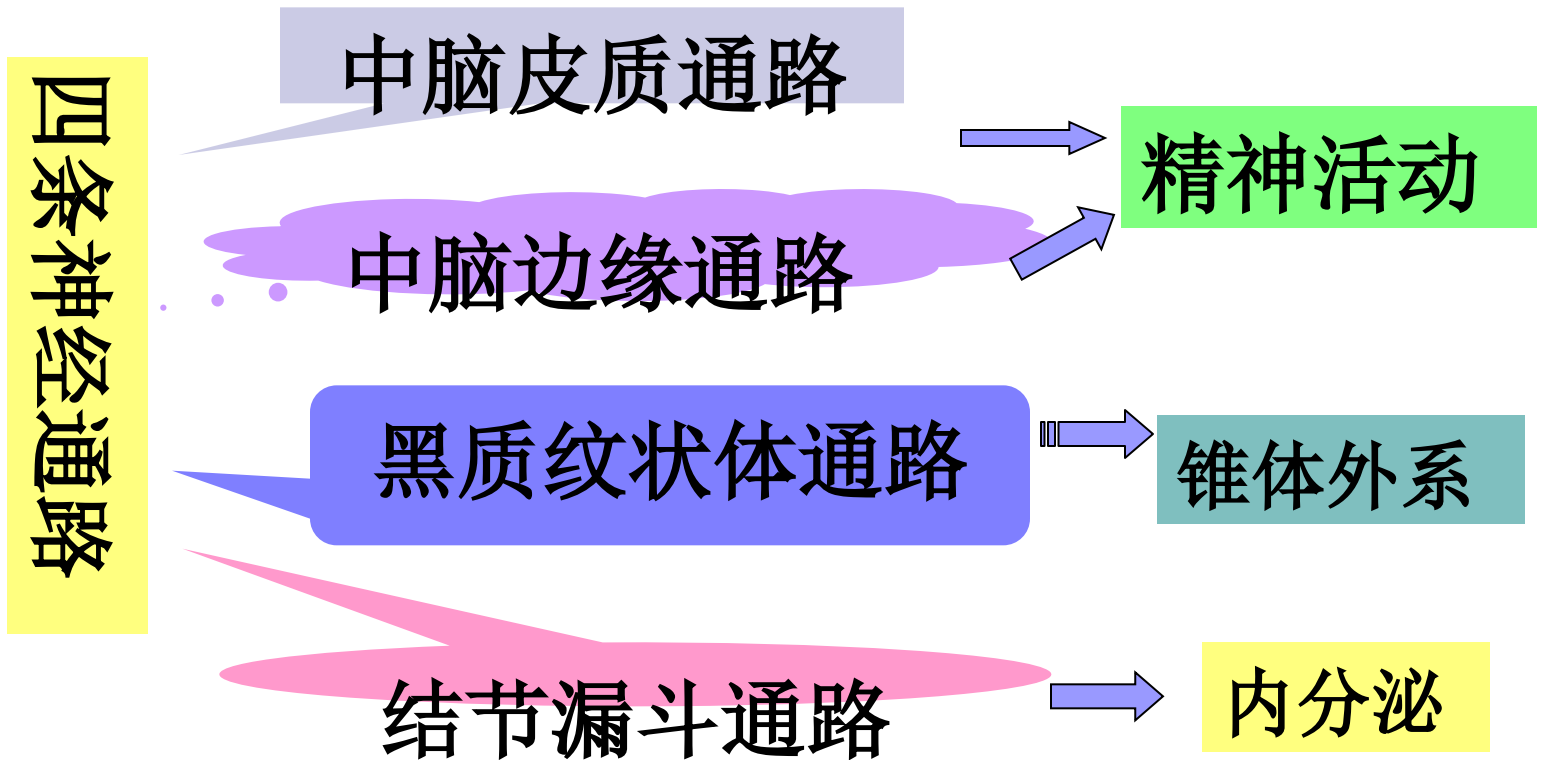 四条神经通路
中脑皮质通路
精神活动
中脑边缘通路
黑质纹状体通路
锥体外系
结节漏斗通路
内分泌